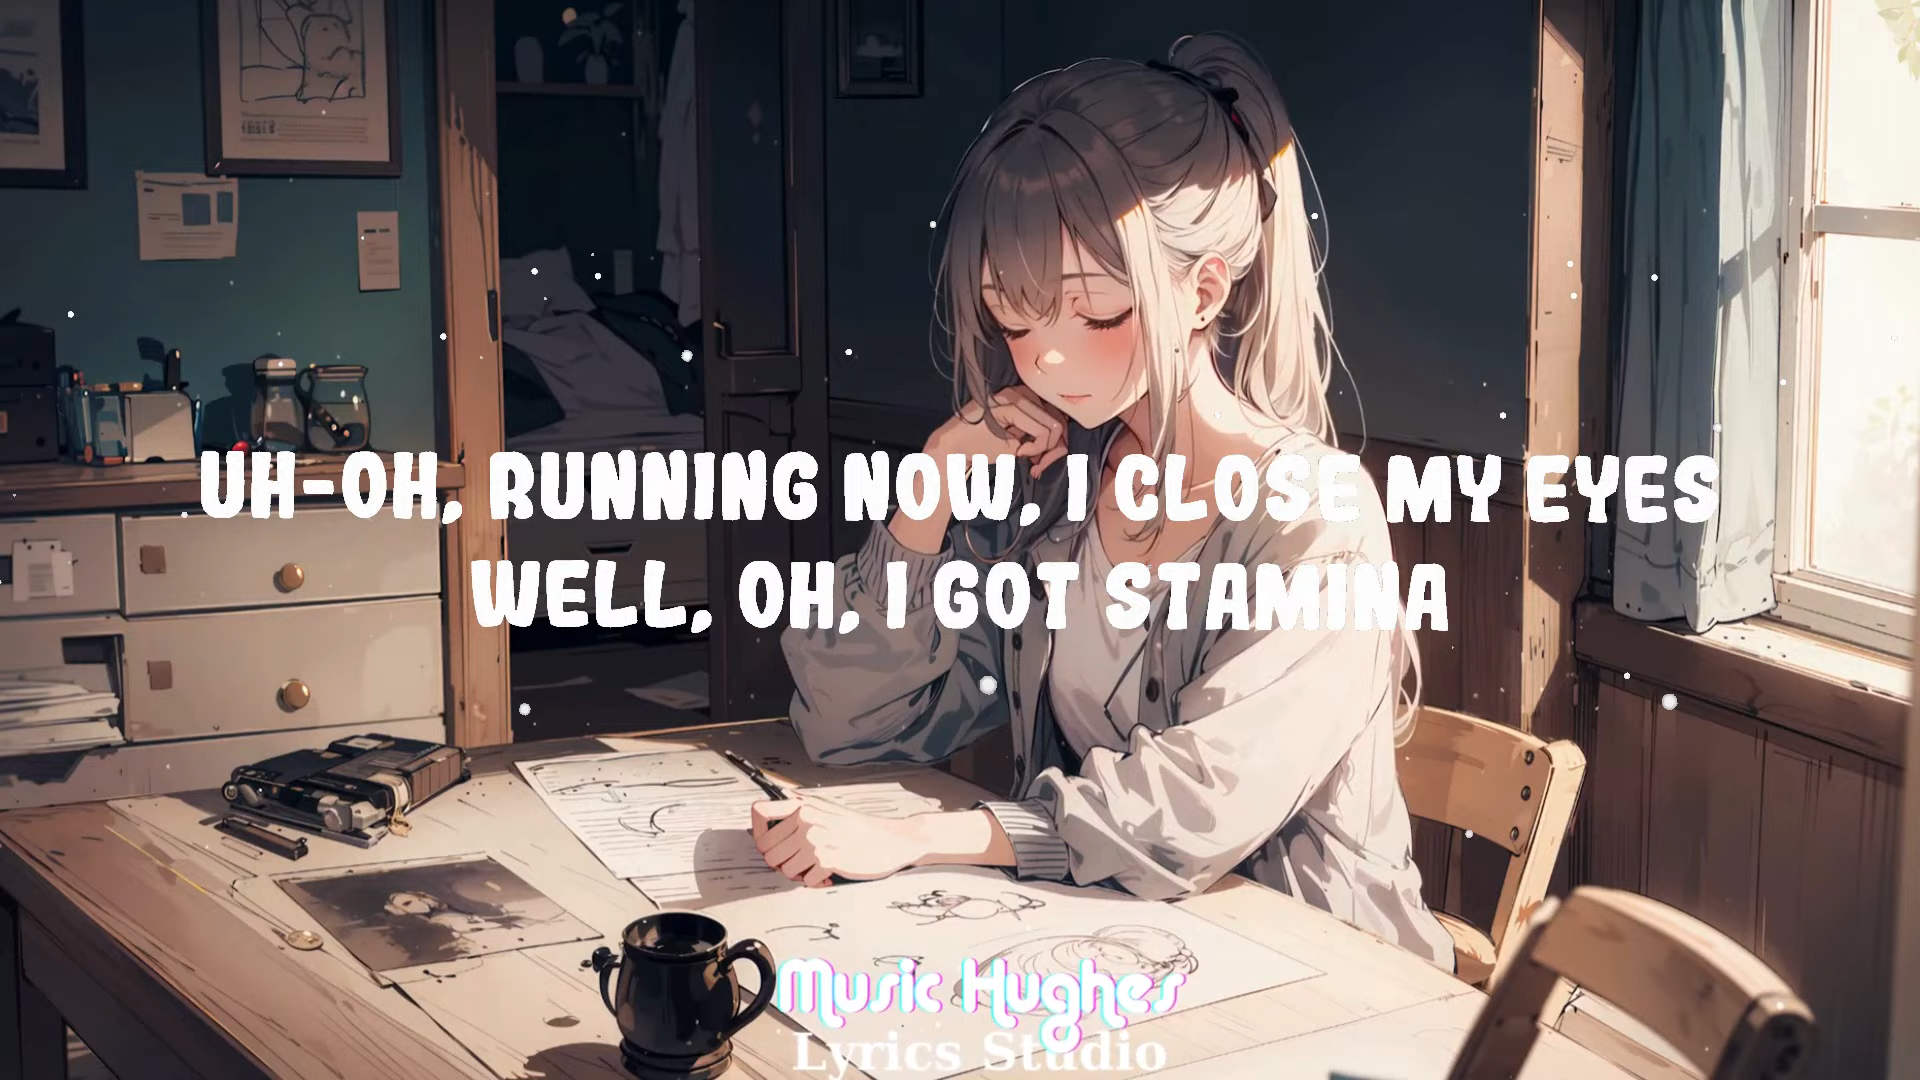 UH-OH, RUNNING NOW, I CLOSE MY EYES
WELL, OH, I GOT STAMINA
Music Hughes
Lyrics Studio